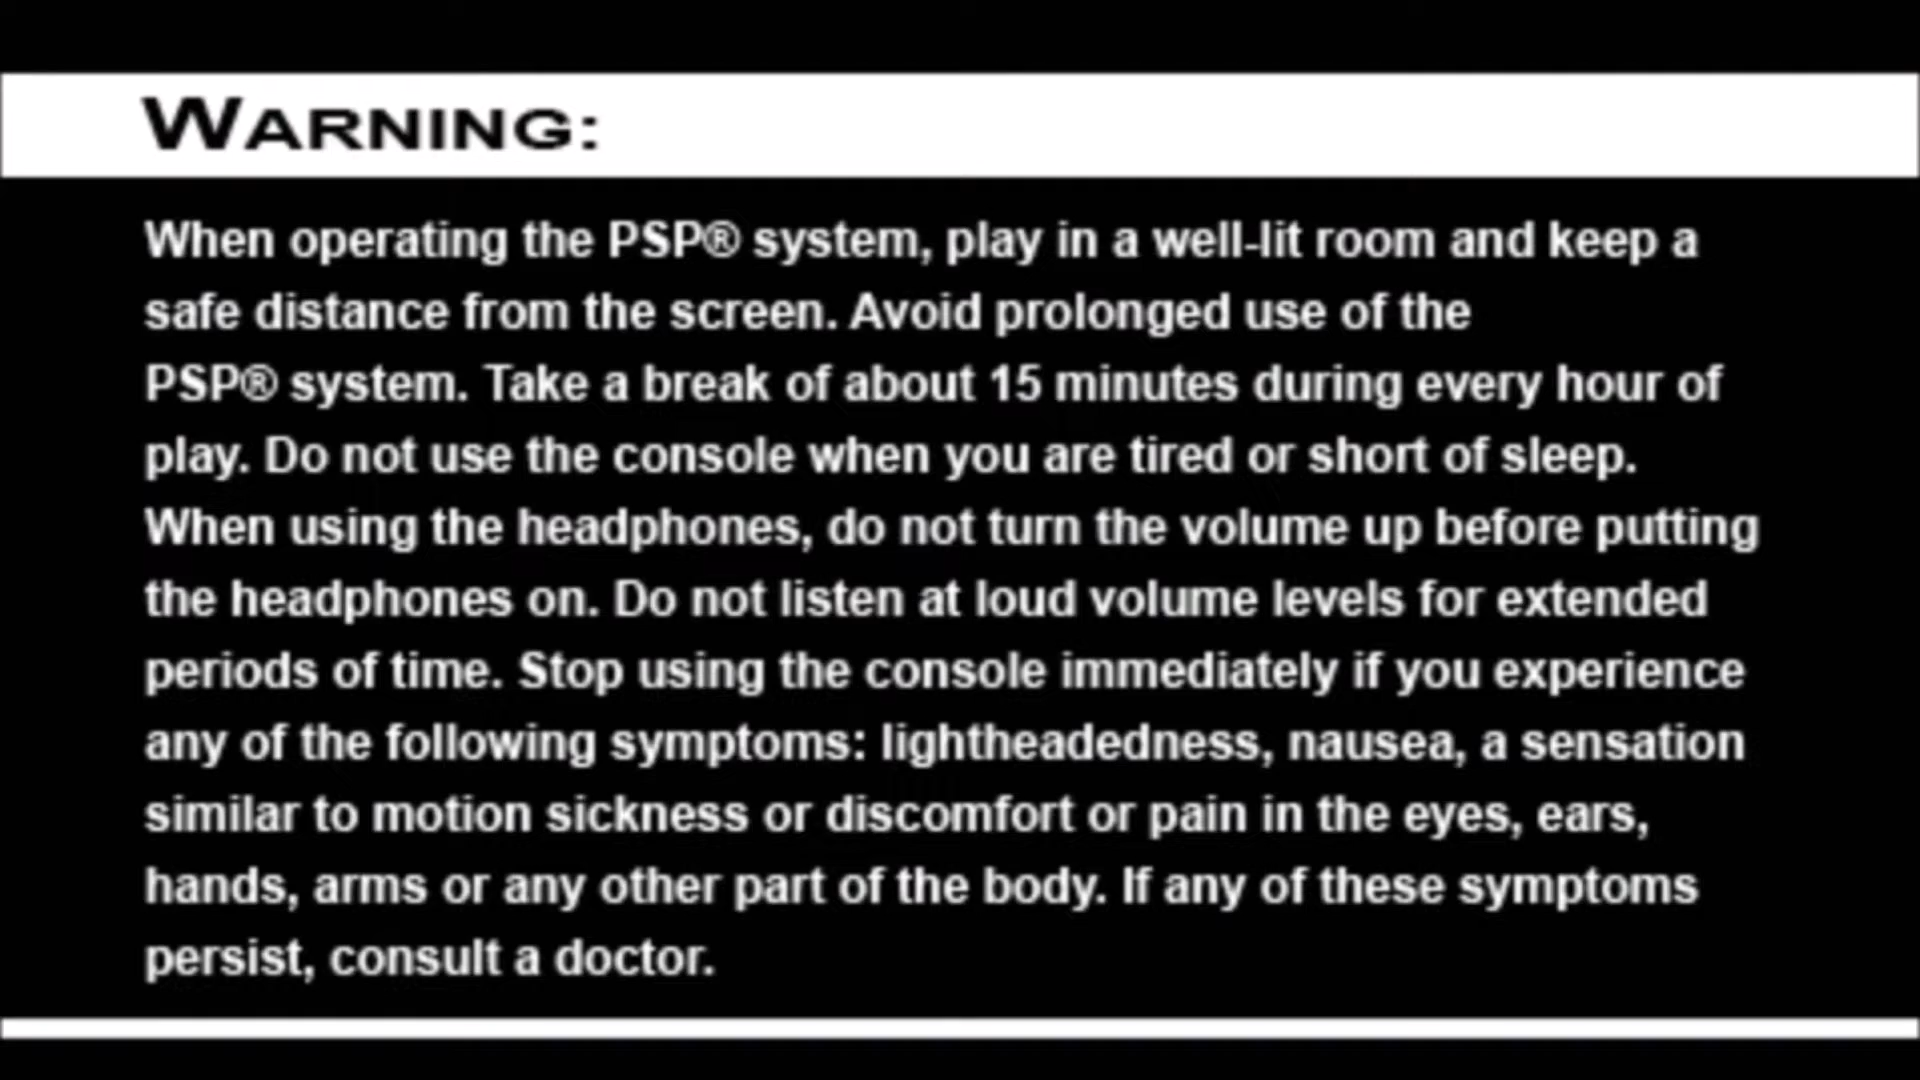 WARNING:
When operating the PSP® system, play in a well-lit room and keep a
safe distance from the screen. Avoid prolonged use of the
PSP® system. Take a break of about 15 minutes during every hour of
play. Do not use the console when you are tired or short of sleep.
When using the headphones, do not turn the volume up before putting
the headphones on. Do not listen at loud volume levels for extended
periods of time. Stop using the console immediately if you experience
any of the following symptoms: lightheadedness, nausea, a sensation
similar to motion sickness or discomfort or pain in the eyes, ears,
hands, arms or any other part of the body. If any of these symptoms
persist, consult a doctor.